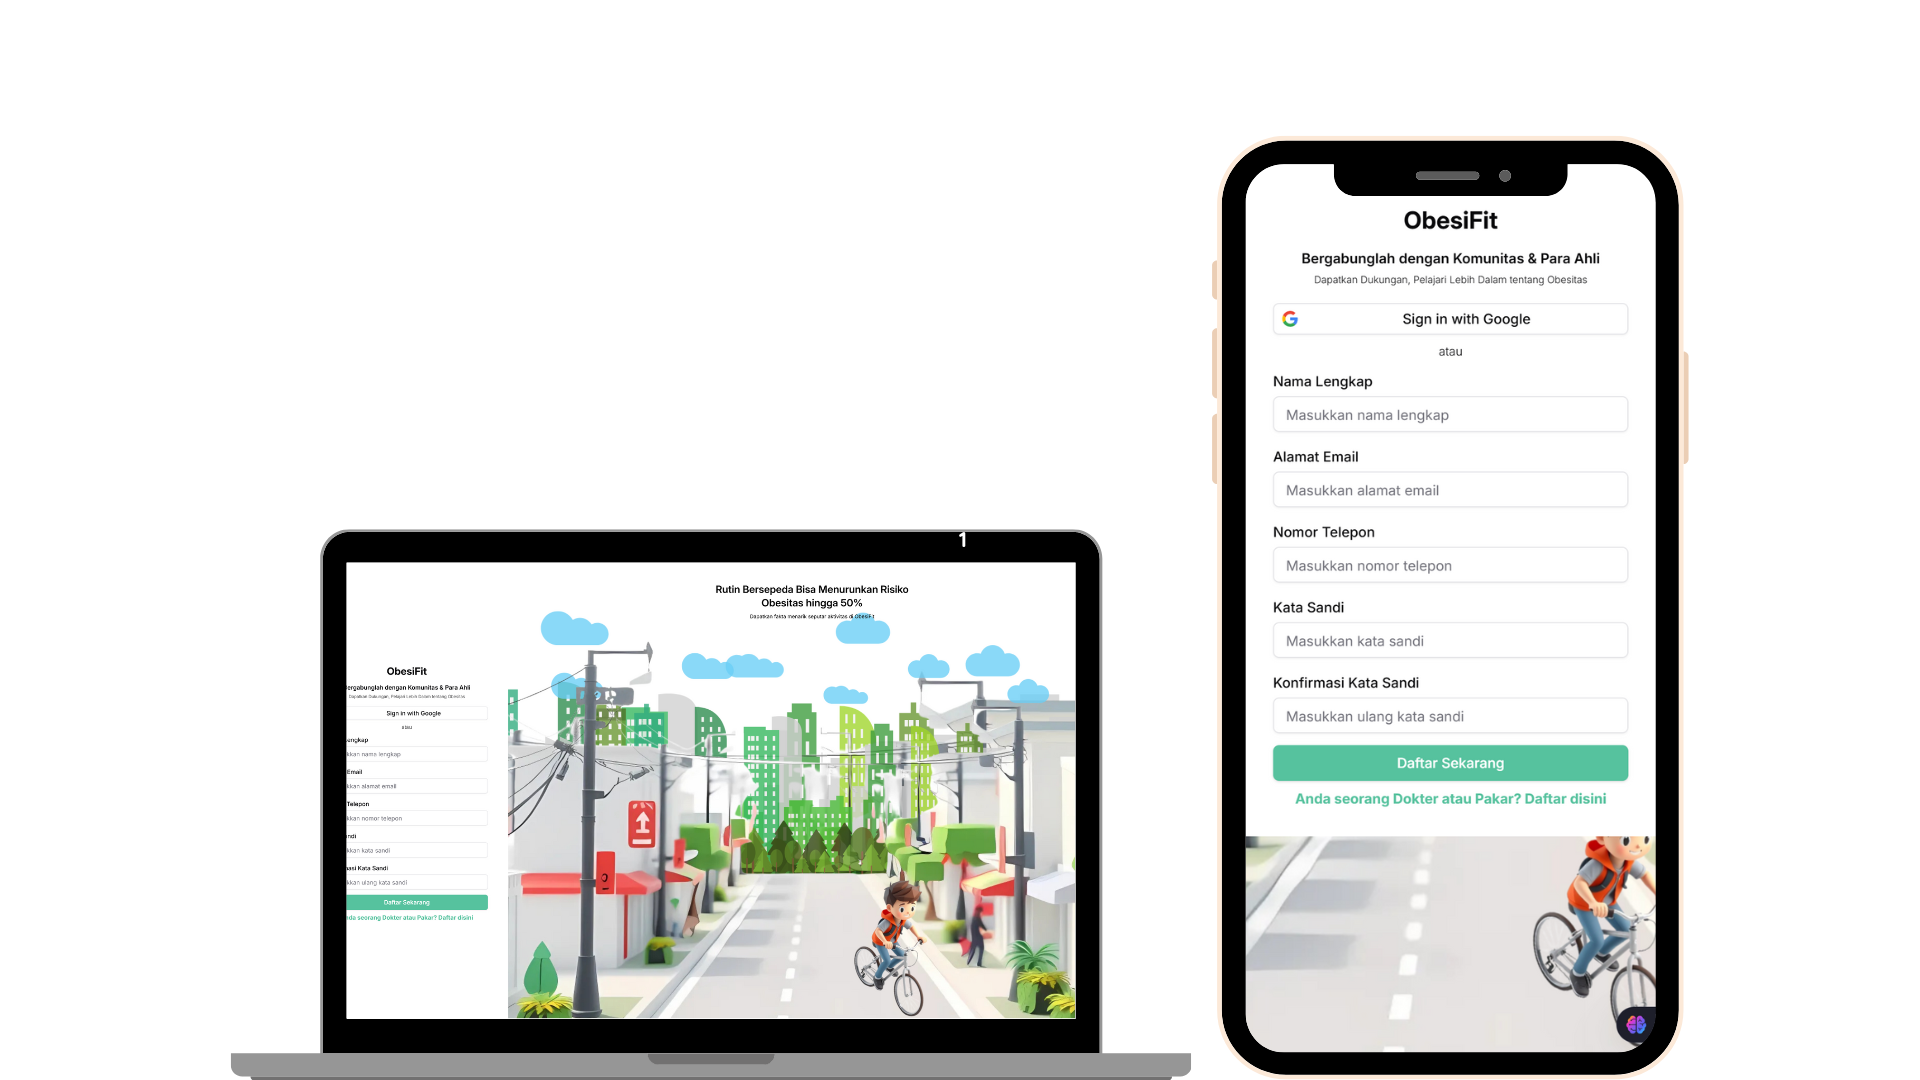 1
Rutin Bersepeda Bisa Menurunkan Risiko
Obesitas hingga 50%
Dapatkan fakta menarik seputar aktivitas di ObesiFit
ObesiFit
ergabunglah dengan Komunitas & Para Ahli
Dapatkan Dukungan, Pelajari Lebih Dalam tentang Obesitas
Sign in with Google
atau
engkap
kkan nama lengkap
Email
kkan alamat email
Telepon
kkan nomor telepon
ndi
kkan kata sandi
asi Kata Sandi
kkan ulang kata sandi
Daftar Sekarang
nda seorang Dokter atau Pakar? Daftar disini
ObesiFit
Bergabunglah dengan Komunitas & Para Ahli
Dapatkan Dukungan, Pelajari Lebih Dalam tentang Obesitas
Sign in with Google
atau
Nama Lengkap
Masukkan nama lengkap
Alamat Email
Masukkan alamat email
Nomor Telepon
Masukkan nomor telepon
Kata Sandi
Masukkan kata sandi
Konfirmasi Kata Sandi
Masukkan ulang kata sandi
Daftar Sekarang
Anda seorang Dokter atau Pakar? Daftar disini